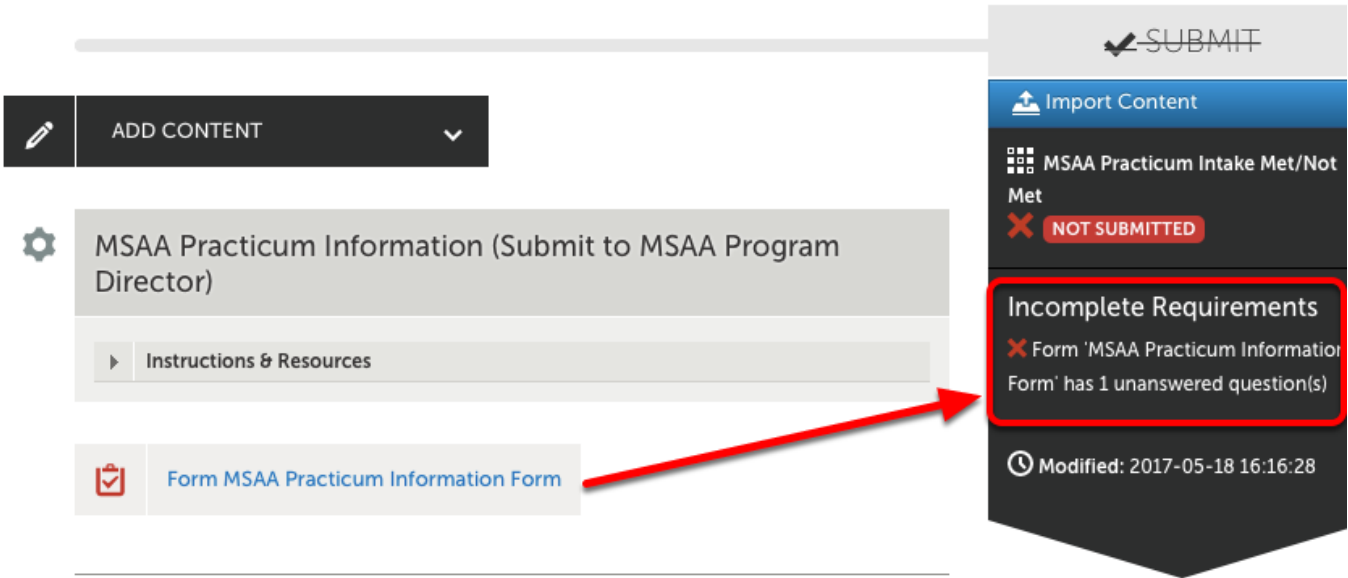 SUBMIT
Import Content
ADD CONTENT
MSAA Practicum Intake Met/Not
Met
NOT SUBMITTED
MSAA Practicum Information (Submit to MSAA Program
Director)
Instructions & Resources
Incomplete Requirements
Form 'MSAA Practicum Information
Form' has 1 unanswered question(s)
Form MSAA Practicum Information Form
Modified: 2017-05-18 16:16:28